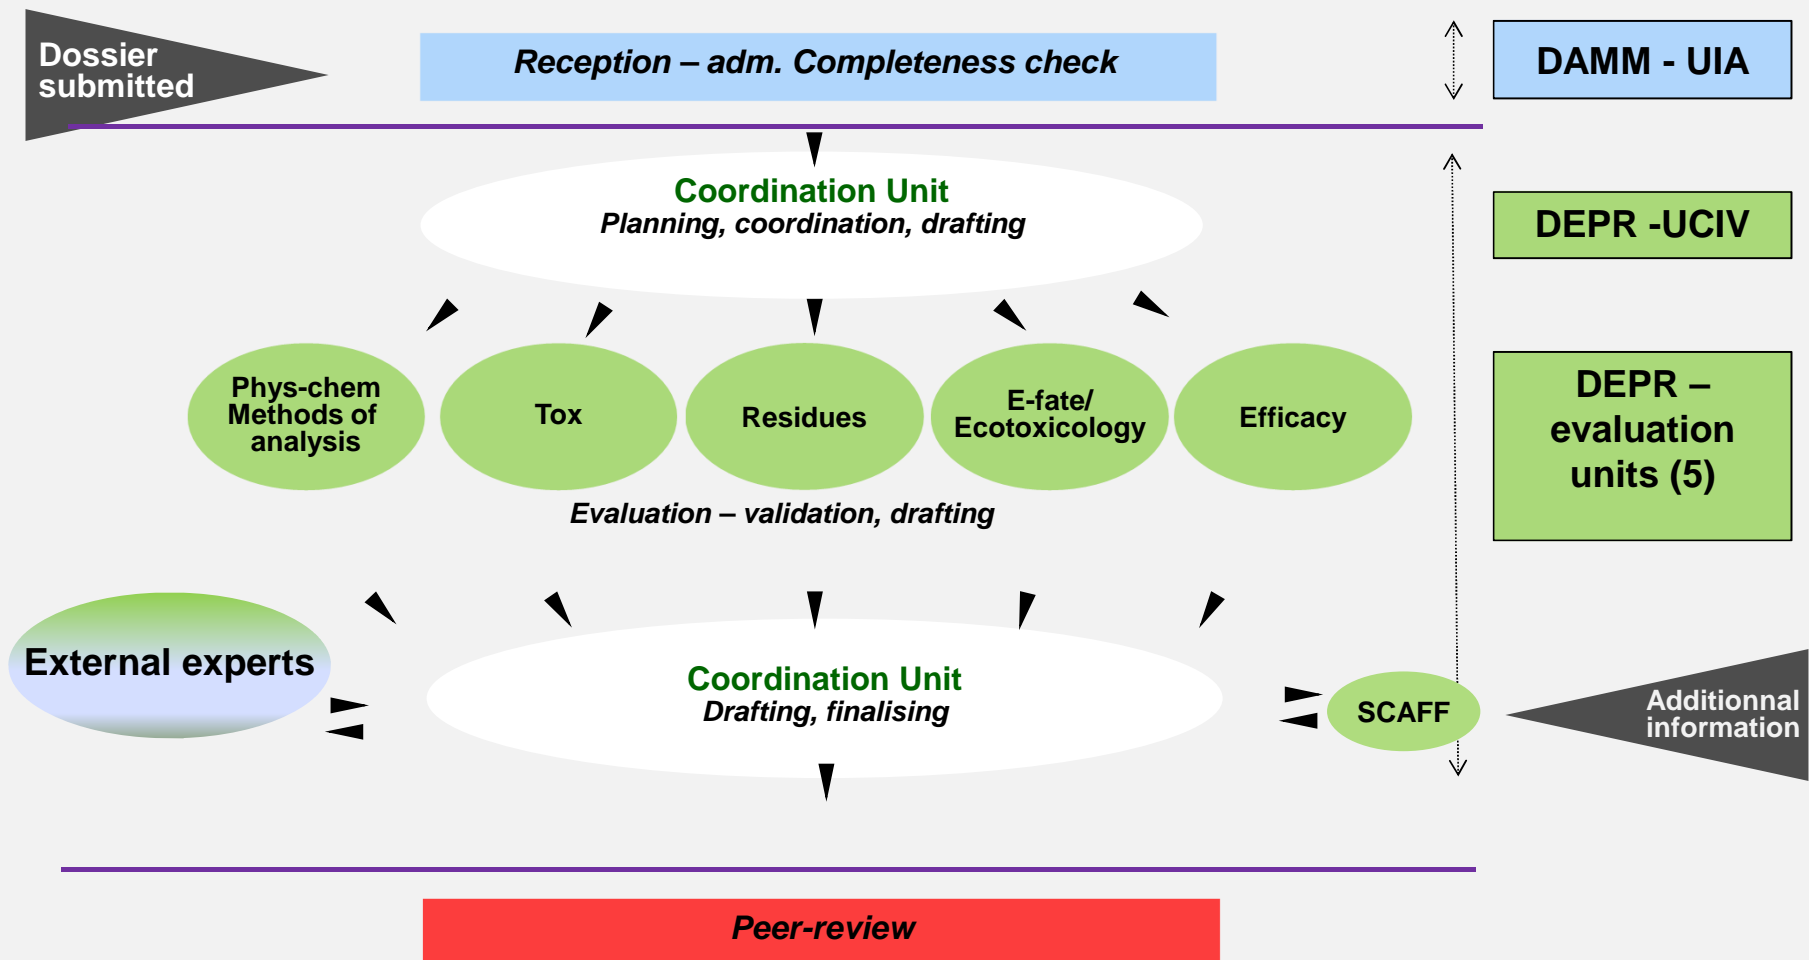 Dossier
submitted
Reception – adm. Completeness check
DAMM - UIA
Coordination Unit
Planning, coordination, drafting
DEPR -UCIV
Phys-chem
Methods of
analysis
Tox
Residues
E-fate/
Ecotoxicology
Efficacy
DEPR –
evaluation
units (5)
Evaluation – validation, drafting
External experts
Coordination Unit
Drafting, finalising
SCAFF
Additionnal
information
Peer-review